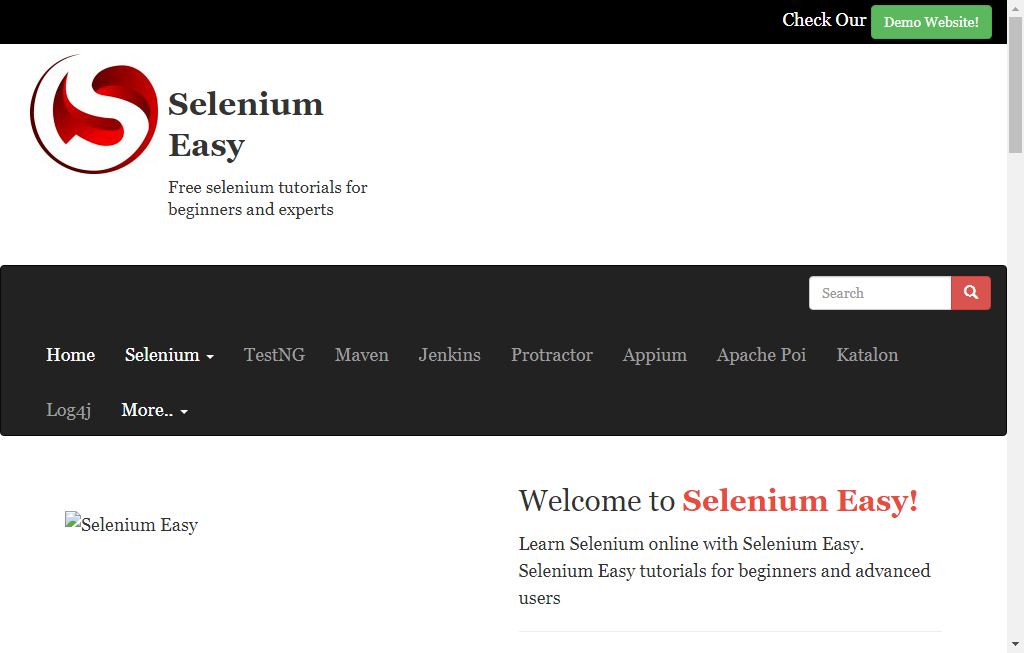 Check Our Demo Website!
Selenium
Easy
Free selenium tutorials for
beginners and experts
Search
Home Selenium TestNG Maven Jenkins Protractor Appium Apache Poi Katalon
Log4j More..
Selenium Easy
Welcome to Selenium Easy!
Learn Selenium online with Selenium Easy.
Selenium Easy tutorials for beginners and advanced
users